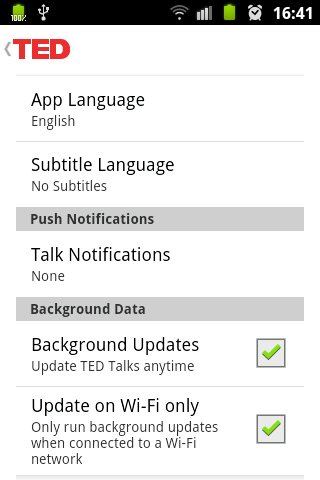 100%
16:41
TED
App Language
English
Subtitle Language
No Subtitles
Push Notifications
Talk Notifications
None
Background Data
Background Updates
Update TED Talks anytime
Update on Wi-Fi only
Only run background updates
when connected to a Wi-Fi
network